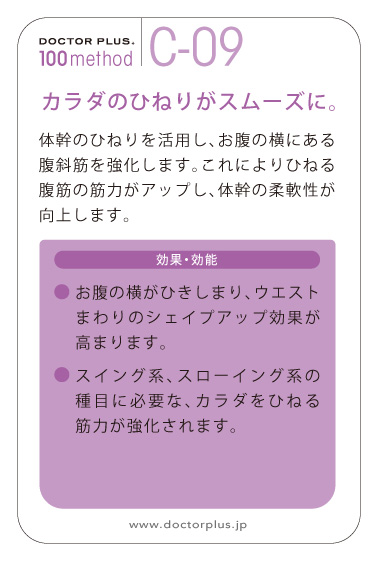 DOCTOR PLUS.
100method
C-09
カラダのひねりがスムーズに。
体幹のひねりを活用し、お腹の横にある
腹斜筋を強化します。これによりひねる
腹筋の筋力がアップし、体幹の柔軟性が
向上します。
効果・効能
● お腹の横がひきしまり、ウエスト
まわりのシェイプアップ効果が
高まります。
● スイング系、スローイング系の
種目に必要な、カラダをひねる
筋力が強化されます。
www.doctorplus.jp